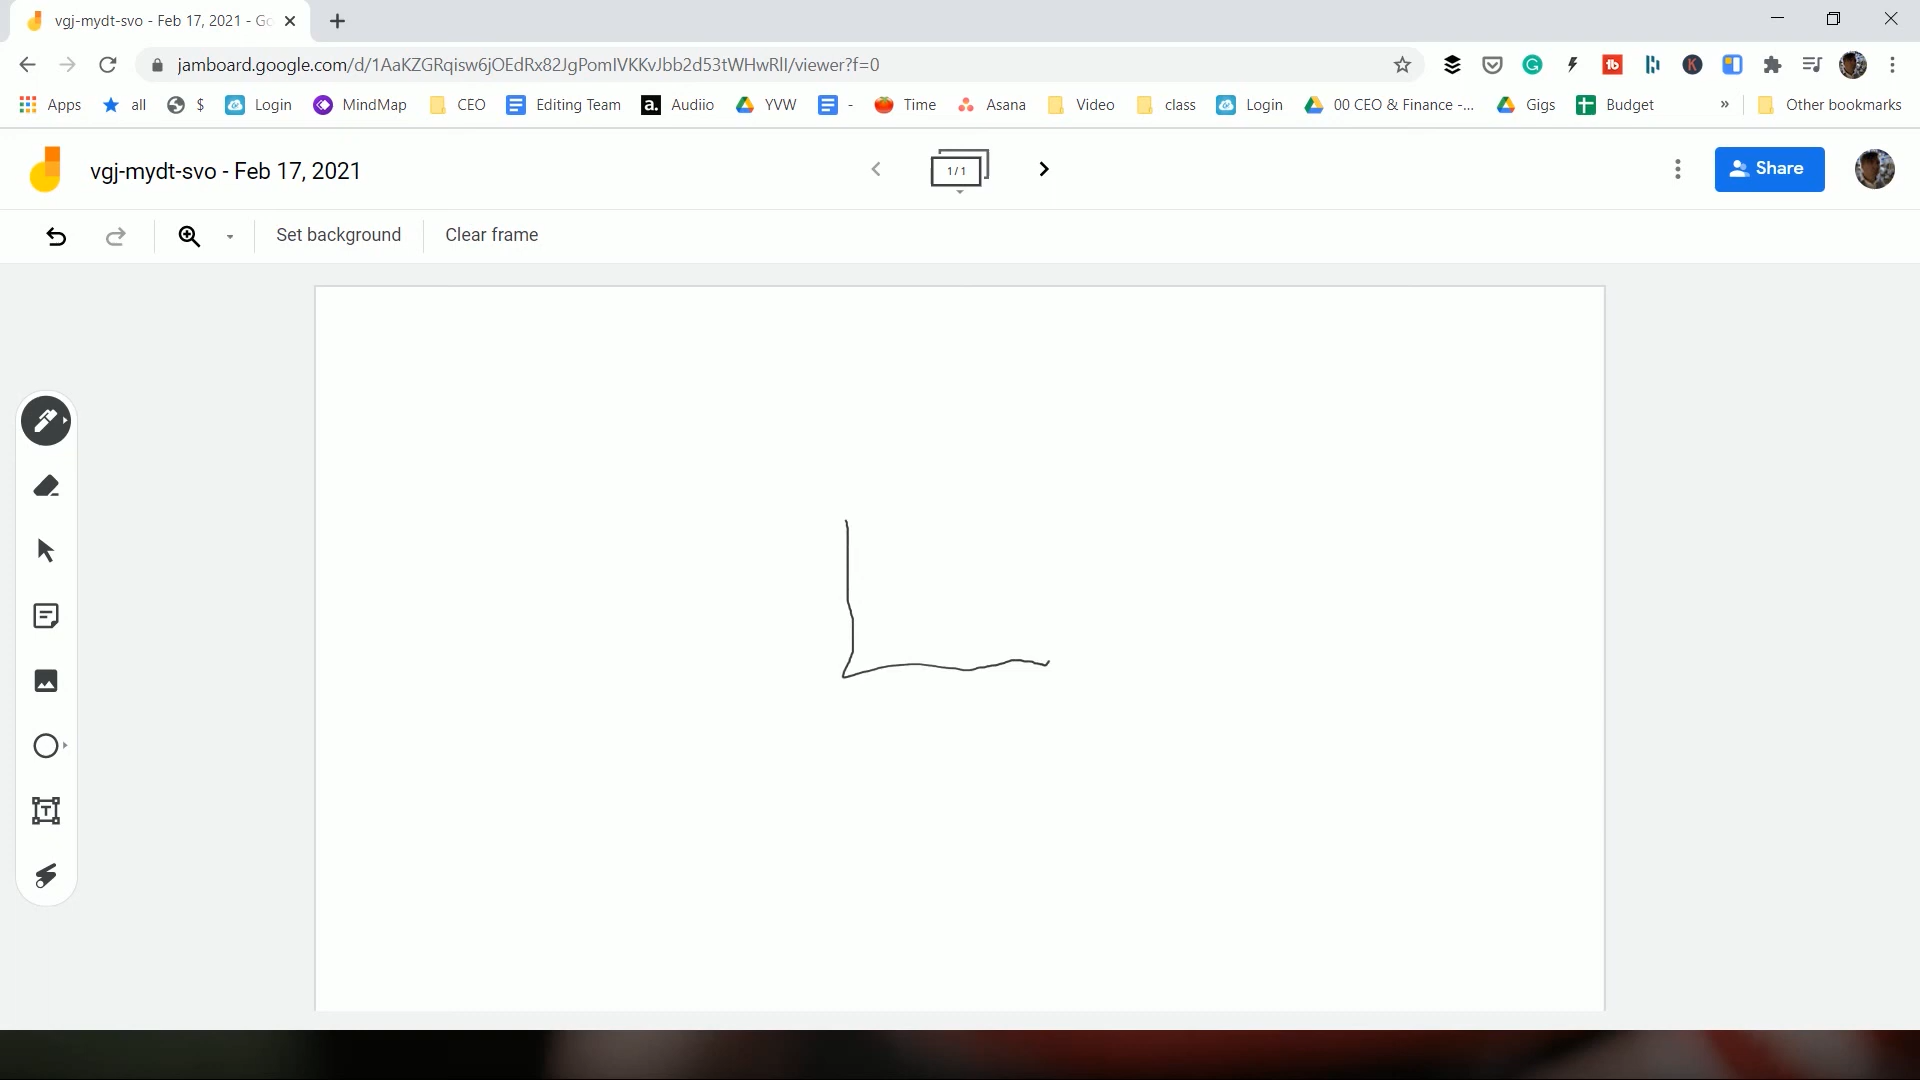 vgj-mydt-svo - Feb 17, 2021 - Go
jamboard.google.com/d/1AaKZGRqisw6jOEdRx82JgPomIVKKvJbb2d53tWHwRlI/viewer?f=0
Apps all $ Login MindMap CEO Editing Team a. Audiio YVW - Time Asana Video class Login 00 CEO & Finance -... Gigs Budget » Other bookmarks
vgj-mydt-svo - Feb 17, 2021
1/1
Share
Set background Clear frame
L